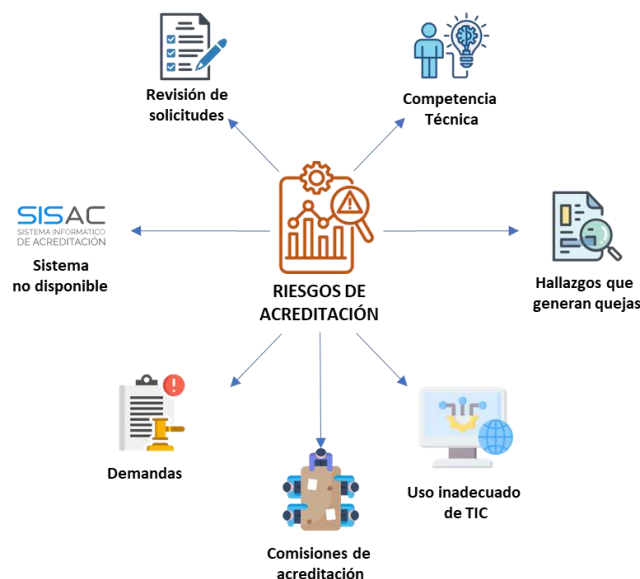 Revisión de
solicitudes
Competencia
Técnica
SISAC
SISTEMA INFORMÁTICO
DE ACREDITACIÓN
Sistema
no disponible
RIESGOS DE
ACREDITACIÓN
Hallazgos que
generan quejas
Demandas
Uso inadecuado
de TIC
Comisiones de
acreditación